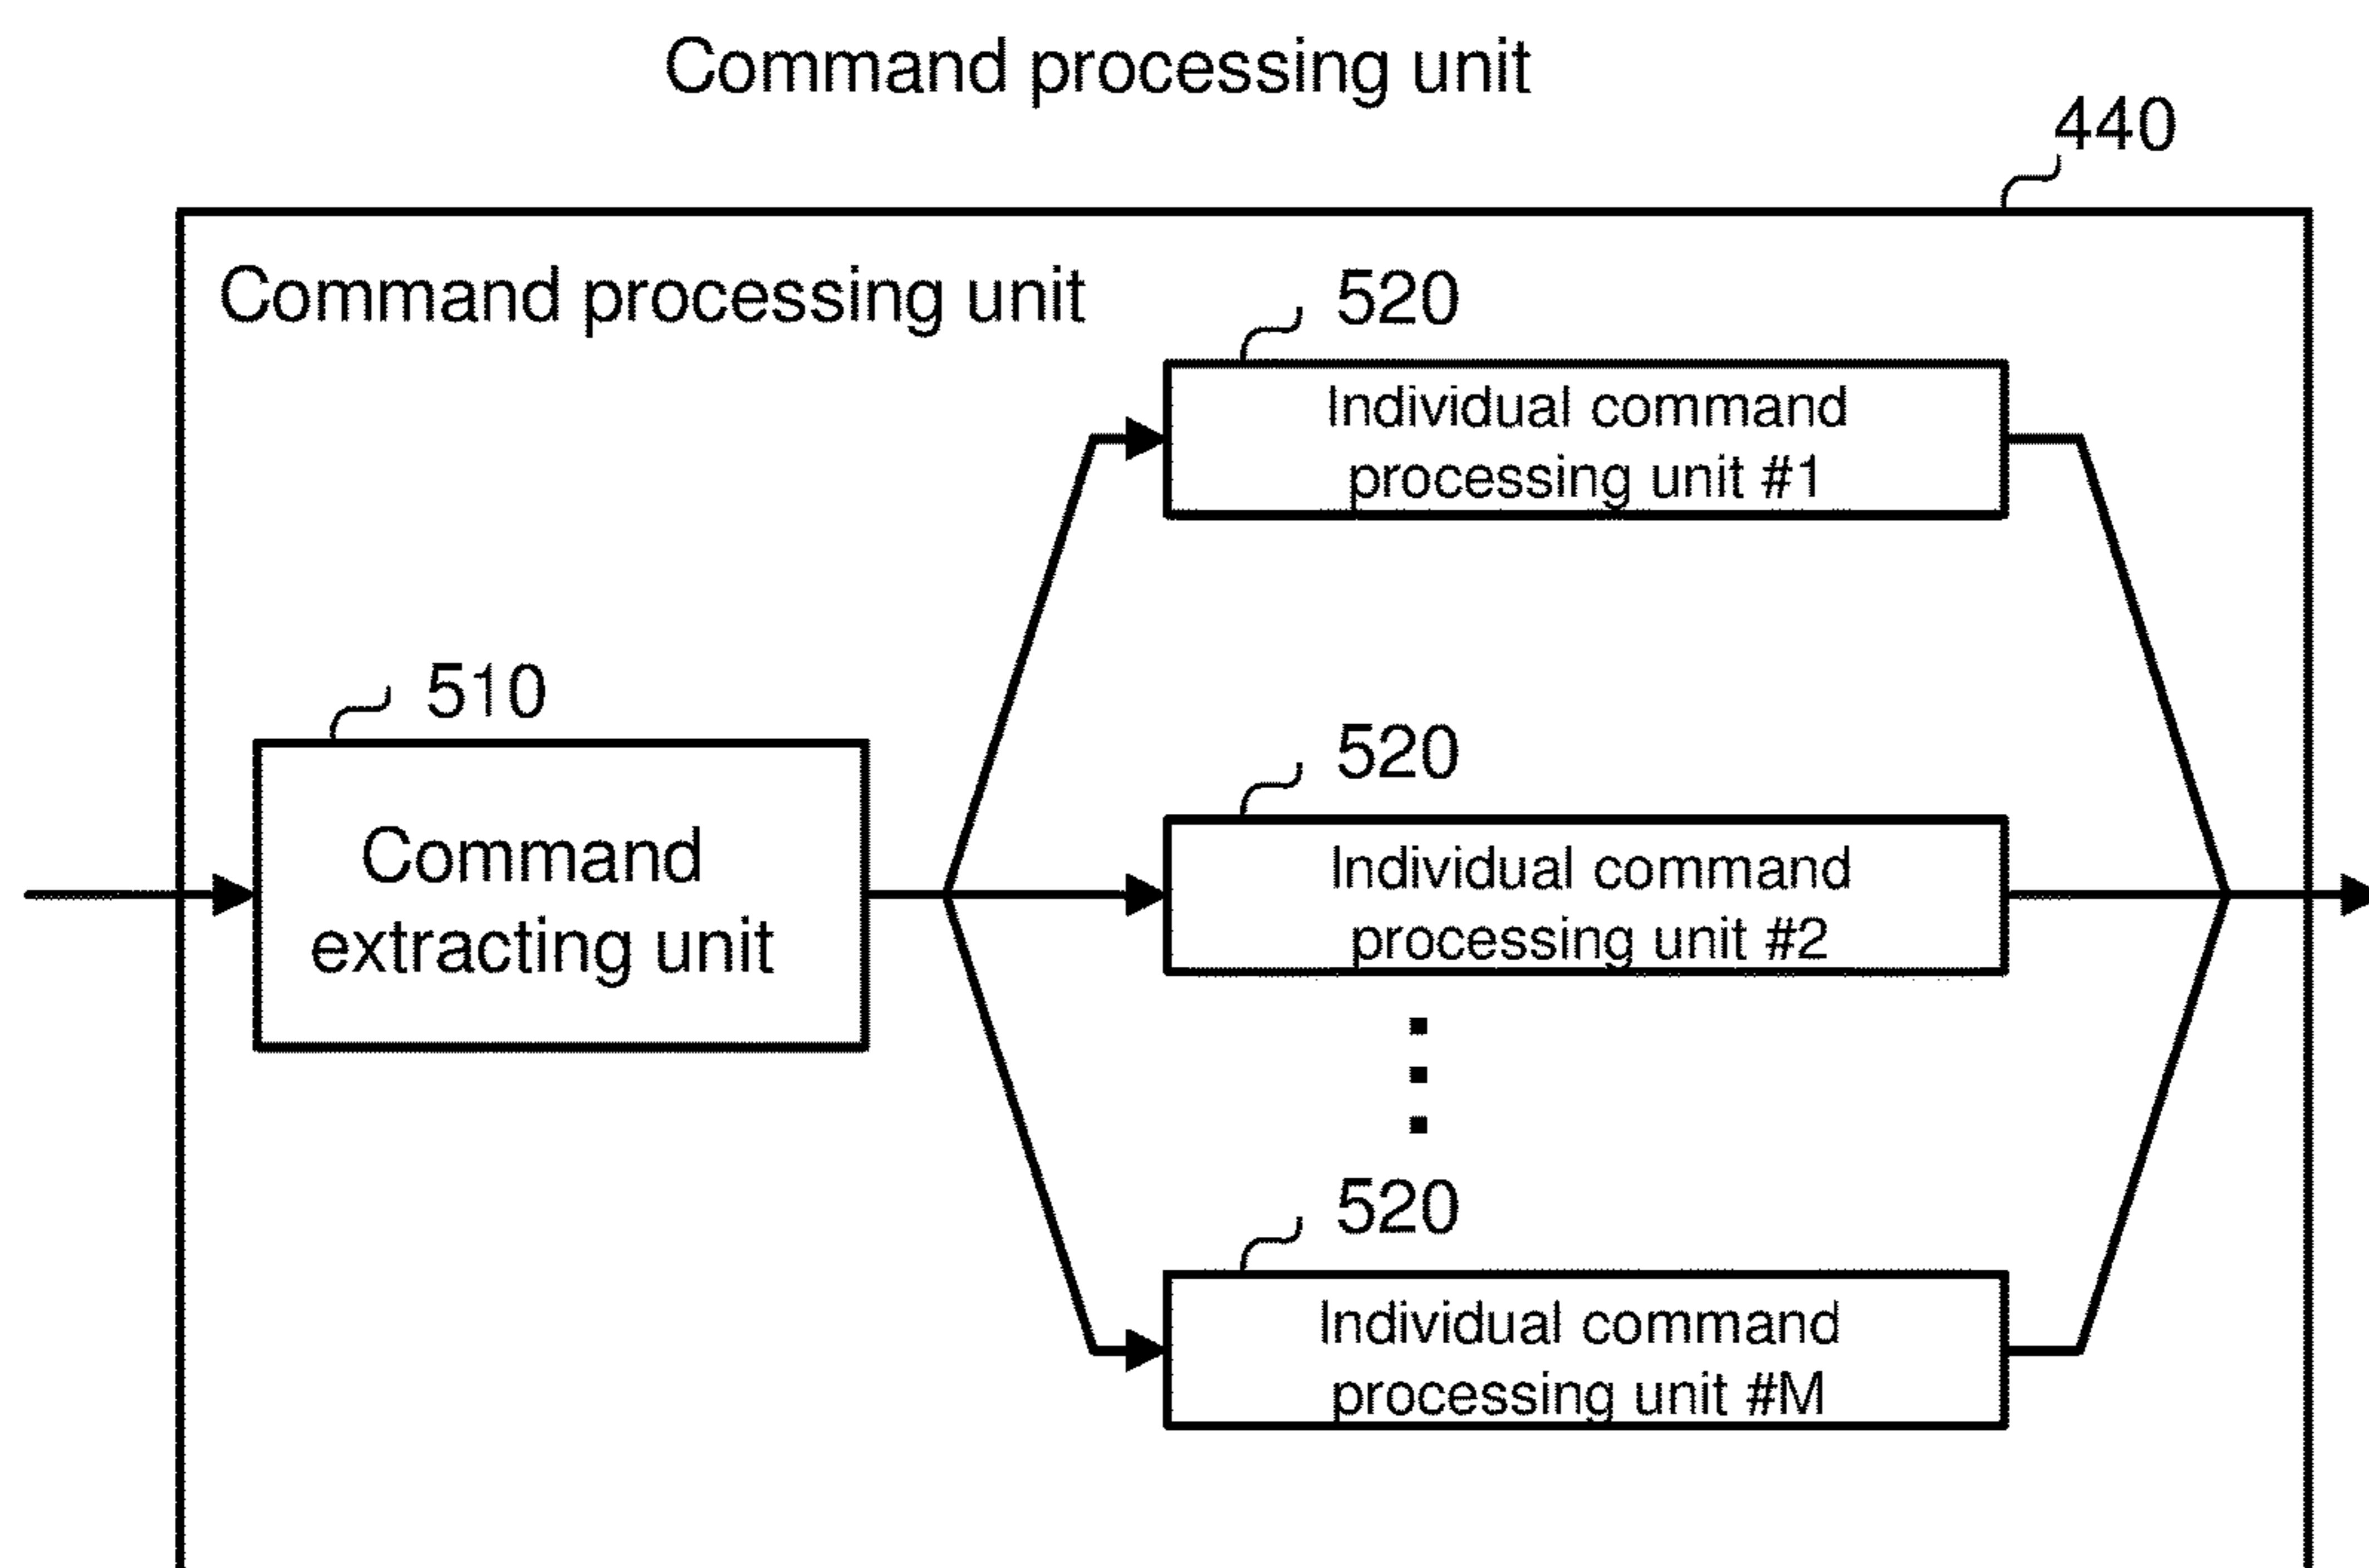 Command processing unit
440
Command processing unit
520
Individual command
processing unit #1
510
Command
extracting unit
520
Individual command
processing unit #2
520
Individual command
processing unit #M